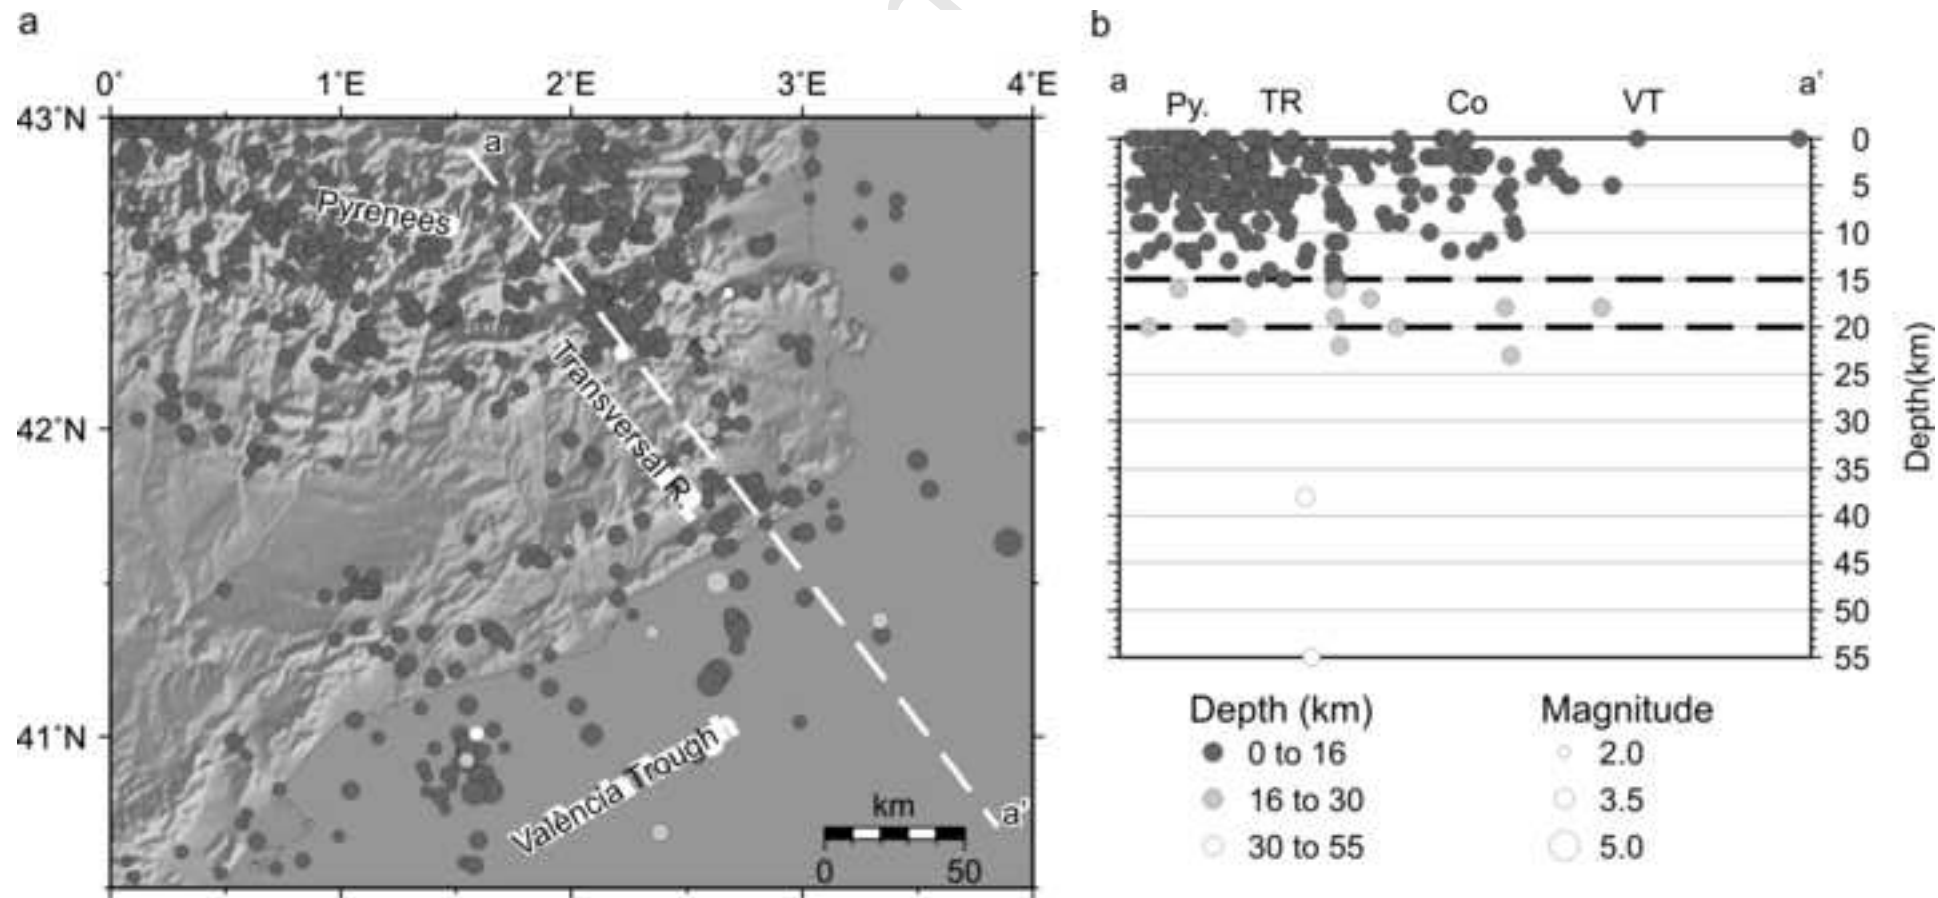 a
0° 1°E 2°E 3°E 4°E
43°N
42°N
41°N
a
Pyrenees
Transversal R.
València Trough
a'
km
0 50
b
a a'
Py. TR Co VT
0
5
10
15
20
25
30
35
40
45
50
55
Depth(km)
Depth (km)
0 to 16
16 to 30
30 to 55
Magnitude
2.0
3.5
5.0